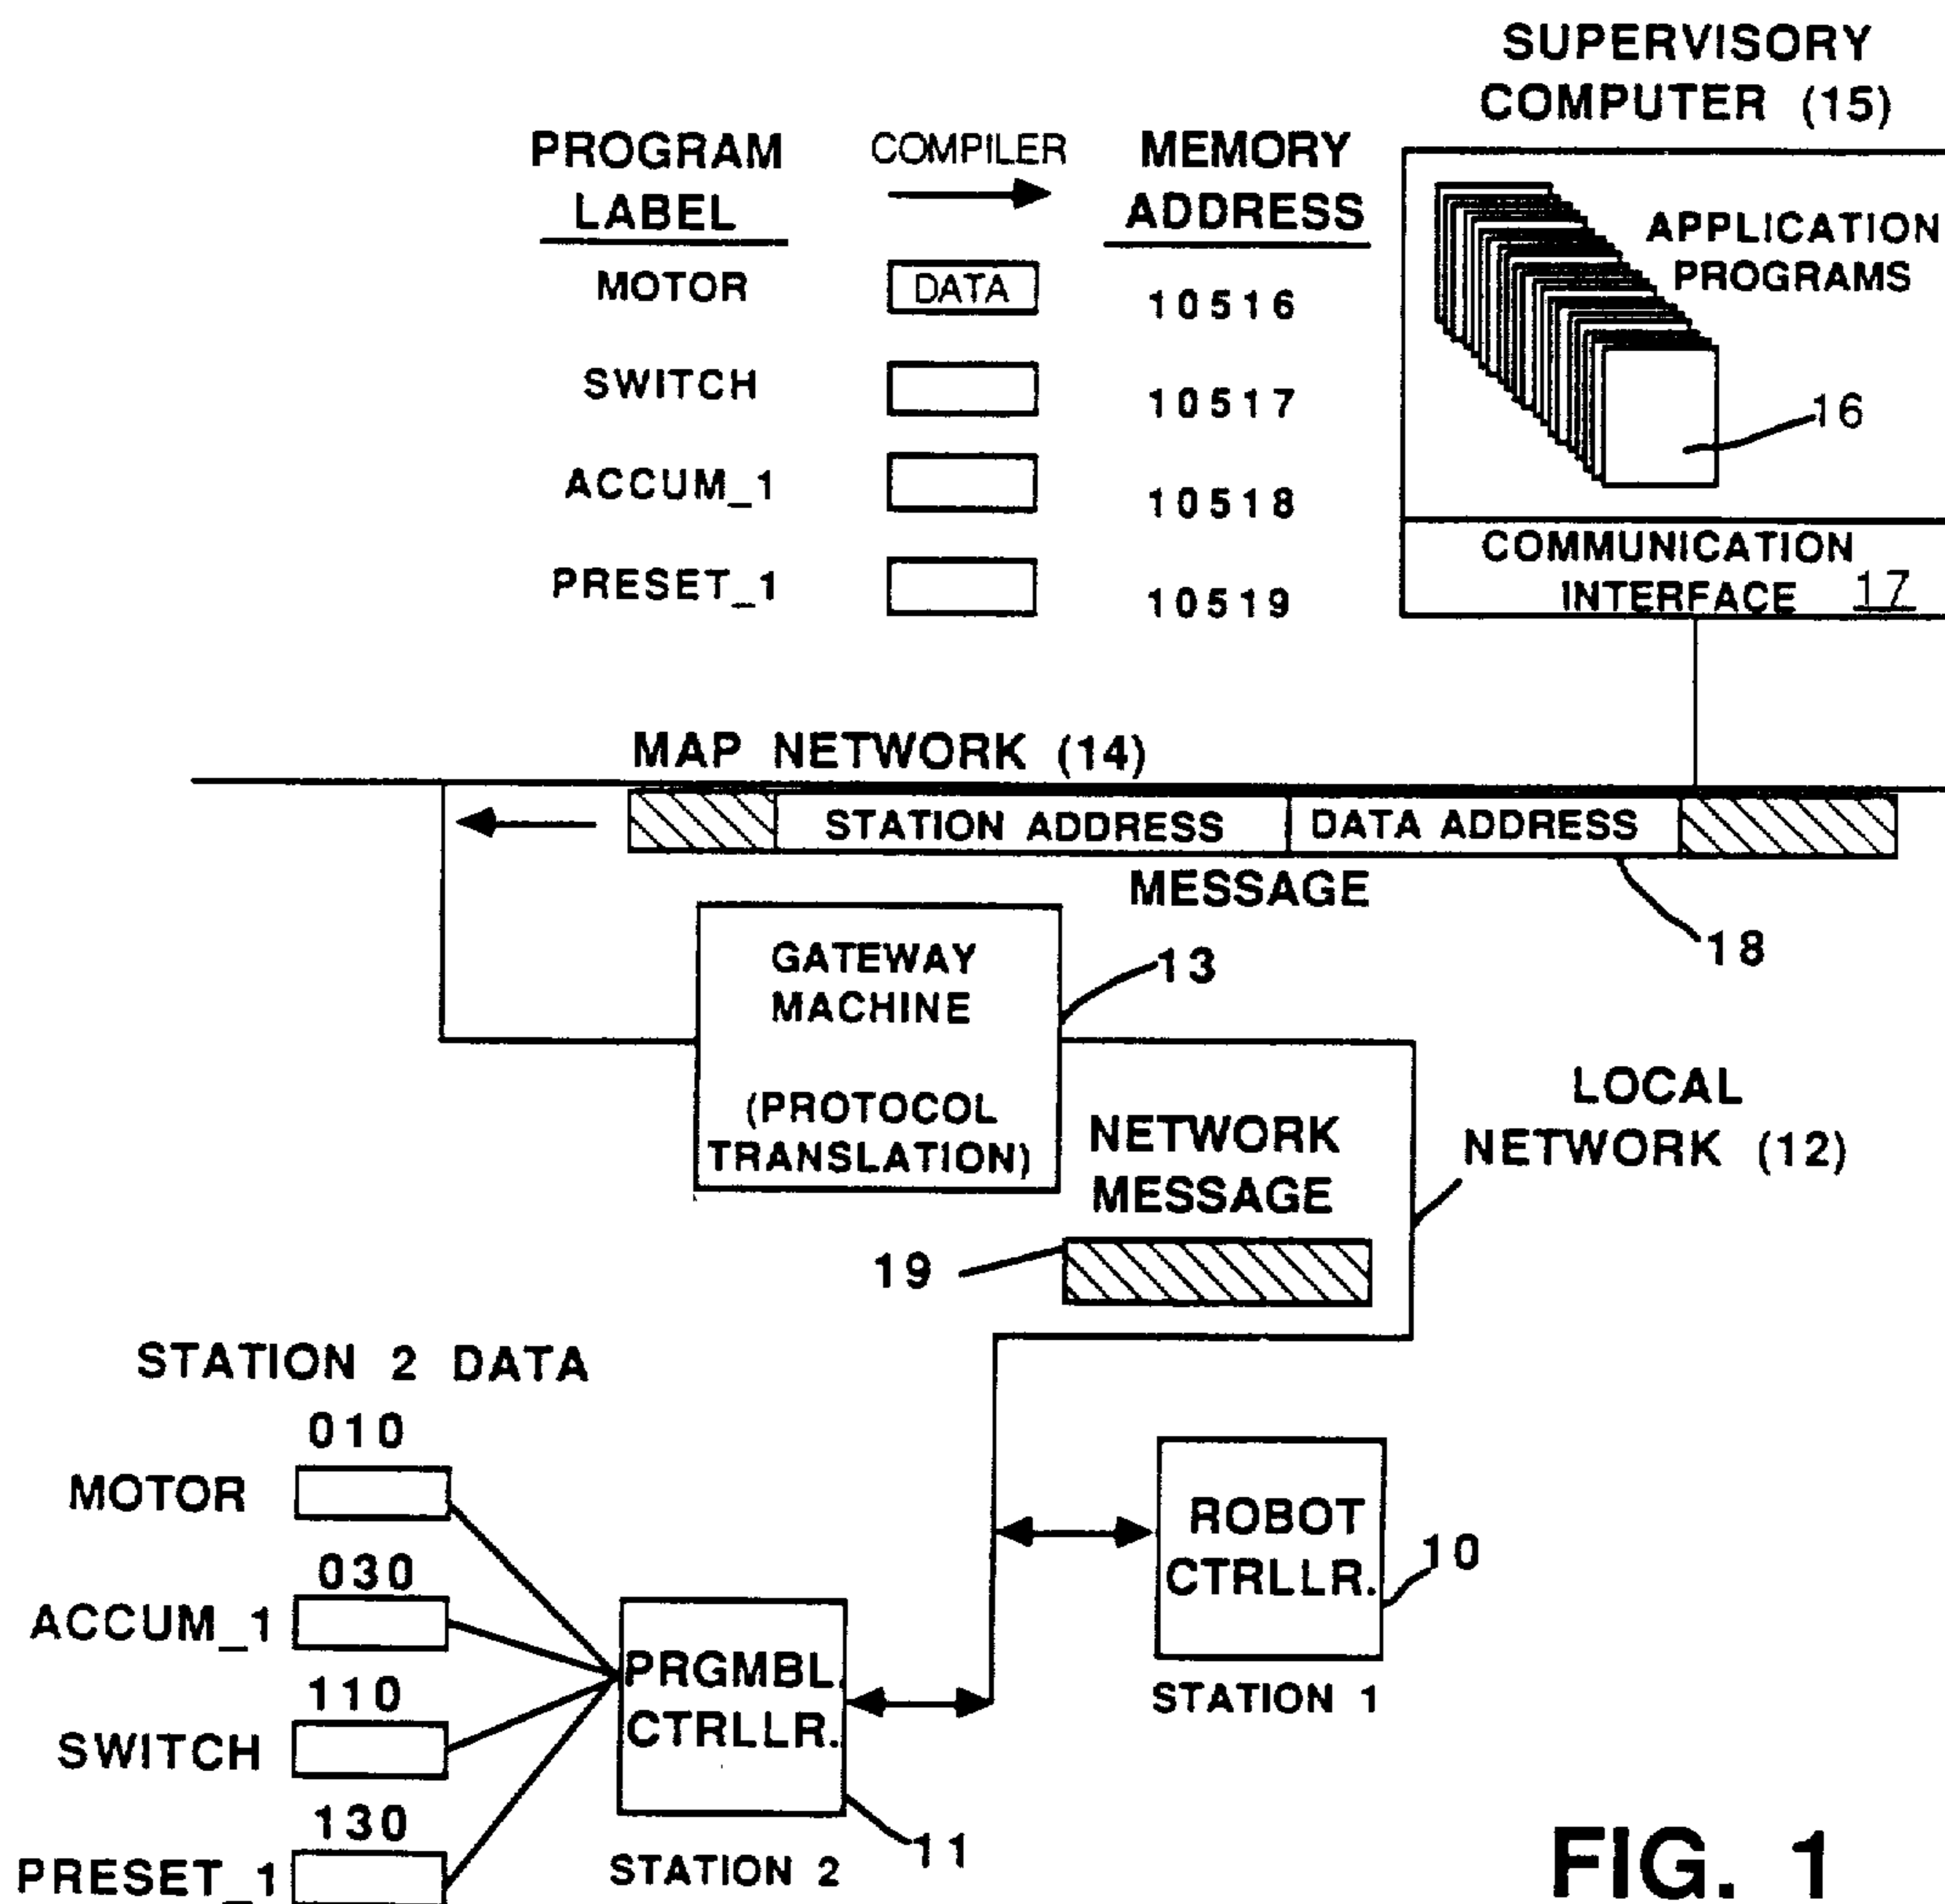 SUPERVISORY
COMPUTER (15)
PROGRAM
LABEL
COMPILER
MEMORY
ADDRESS
MOTOR
DATA
10516
SWITCH
10517
ACCUM_1
10518
PRESET_1
10519
APPLICATION
PROGRAMS
16
COMMUNICATION
INTERFACE 17
MAP NETWORK (14)
STATION ADDRESS
DATA ADDRESS
MESSAGE
18
GATEWAY
MACHINE
(PROTOCOL
TRANSLATION)
13
LOCAL
NETWORK (12)
NETWORK
MESSAGE
19
STATION 2 DATA
010
MOTOR
030
ACCUM_1
110
SWITCH
130
PRESET_1
PRGMBL.
CTRLLR.
11
STATION 2
ROBOT
CTRLLR.
10
STATION 1
FIG. 1